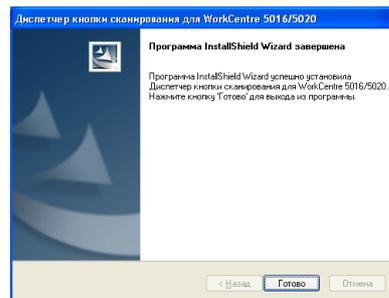 Диспетчер кнопки сканирования для WorkCentre 5016/5020
Программа InstallShield Wizard завершена
Программа InstallShield Wizard успешно установила
Диспетчер кнопки сканирования для WorkCentre 5016/5020.
Нажмите кнопку 'Готово' для выхода из программы.
< Назад
Готово
Отмена